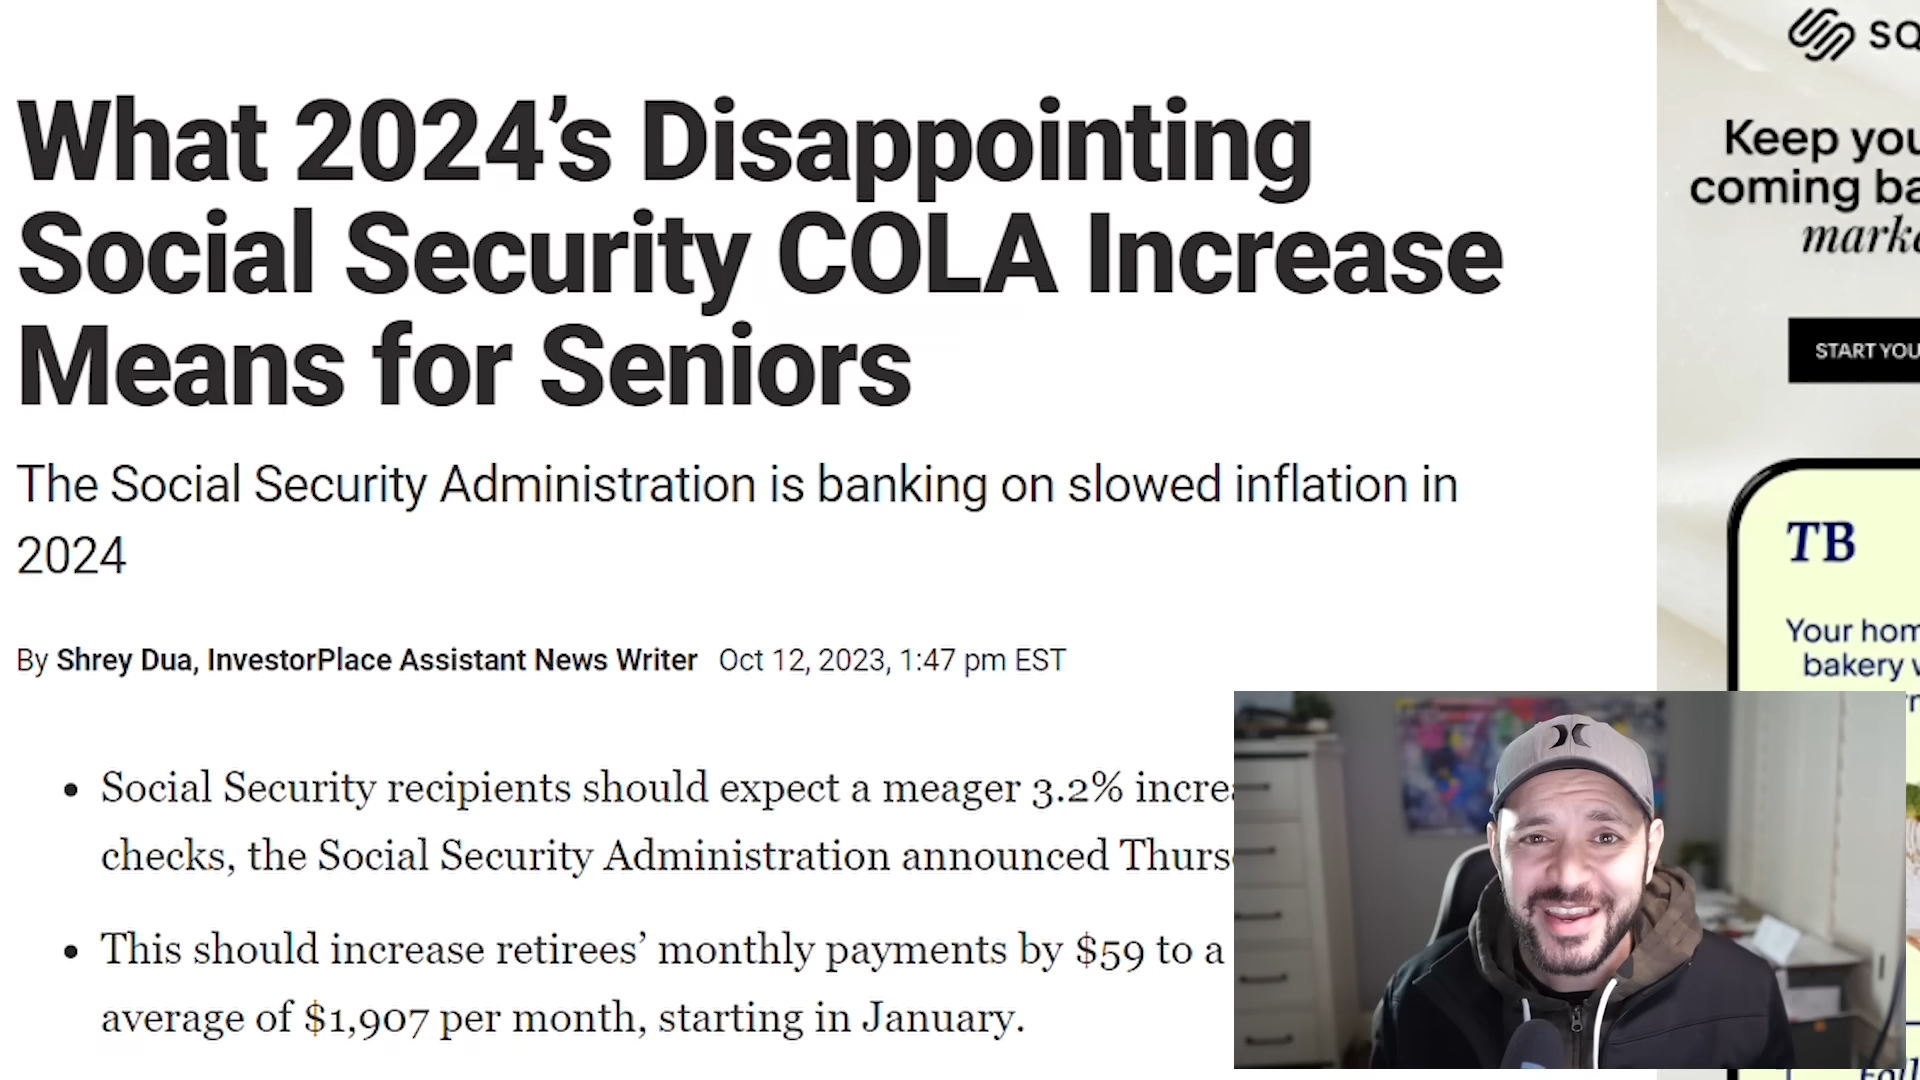 What 2024’s Disappointing
Social Security COLA Increase
Means for Seniors
The Social Security Administration is banking on slowed inflation in
2024
By Shrey Dua, InvestorPlace Assistant News Writer Oct 12, 2023, 1:47 pm EST
Social Security recipients should expect a meager 3.2%
checks, the Social Security Administration announced
This should increase retirees’ monthly payments by $59 to a
average of $1,907 per month, starting in January.
SQ
Keep you
coming ba
marke
START YOU
TB
Your hom
bakery w